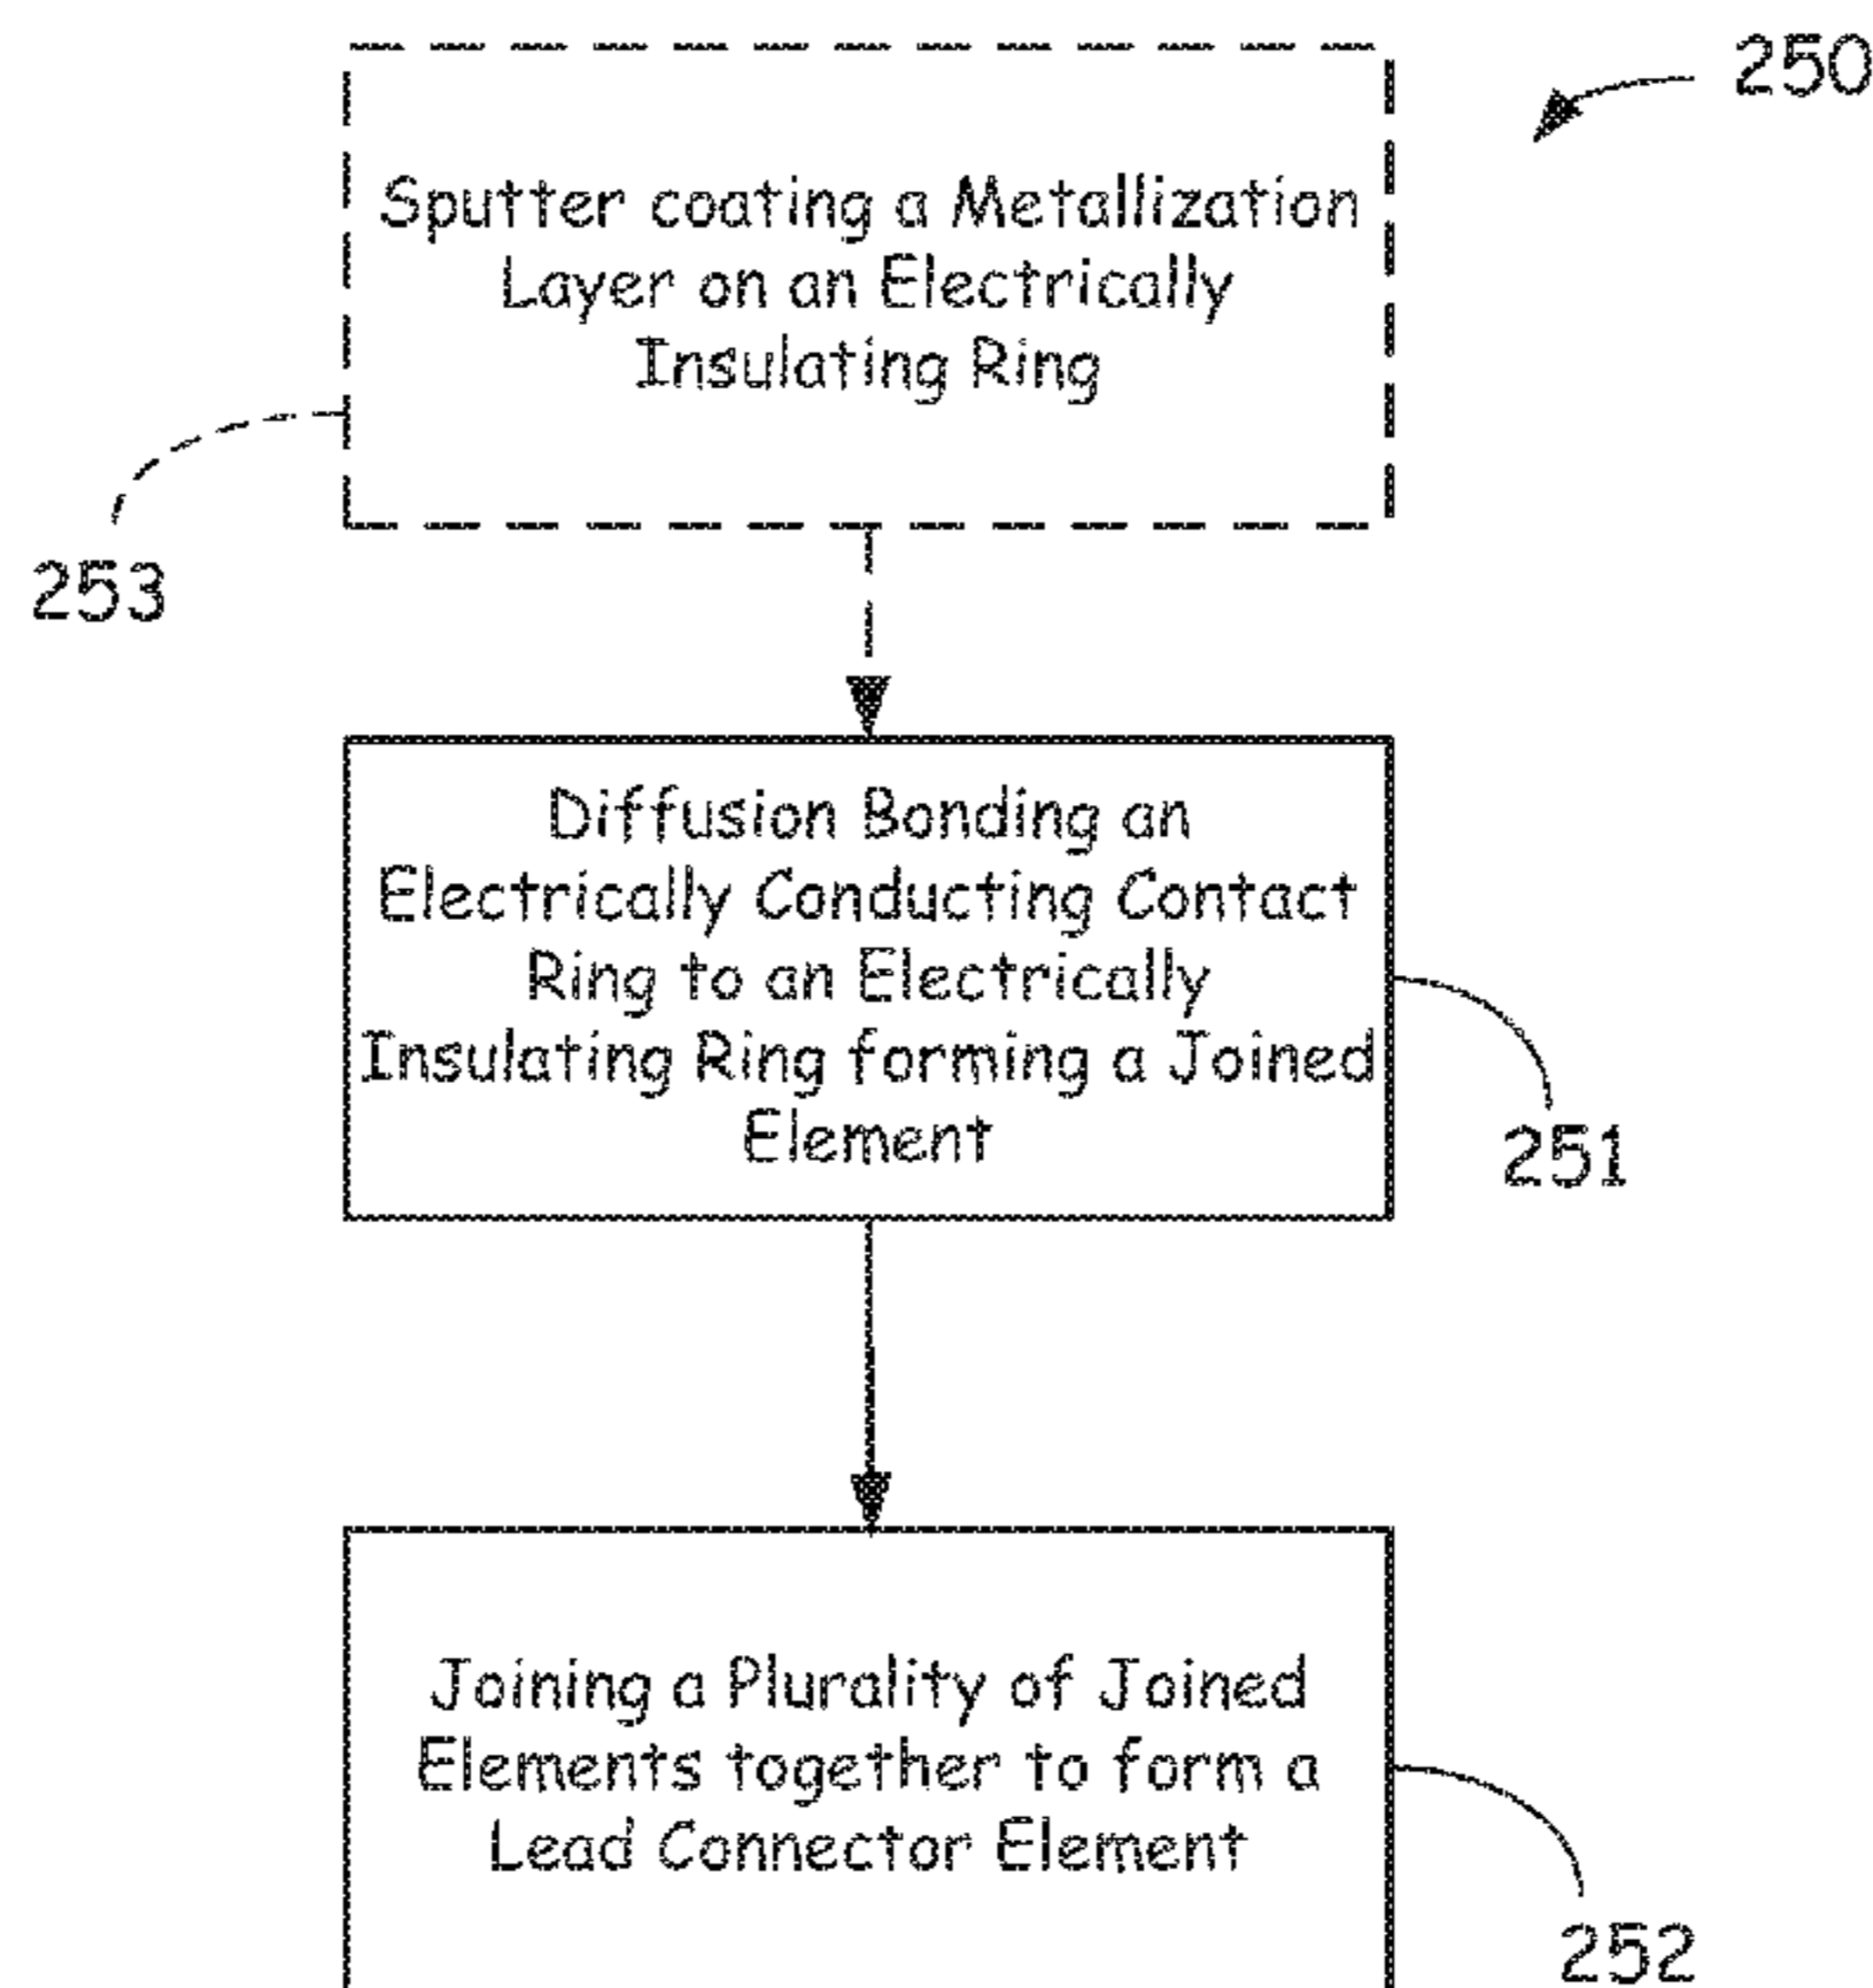 250
Sputter coating a Metallization
Layer on an Electrically
Insulating Ring
253
Diffusion Bonding an
Electrically Conducting Contact
Ring to an Electrically
Insulating Ring forming a Joined
Element
251
Joining a Plurality of Joined
Elements together to form a
Lead Connector Element
252